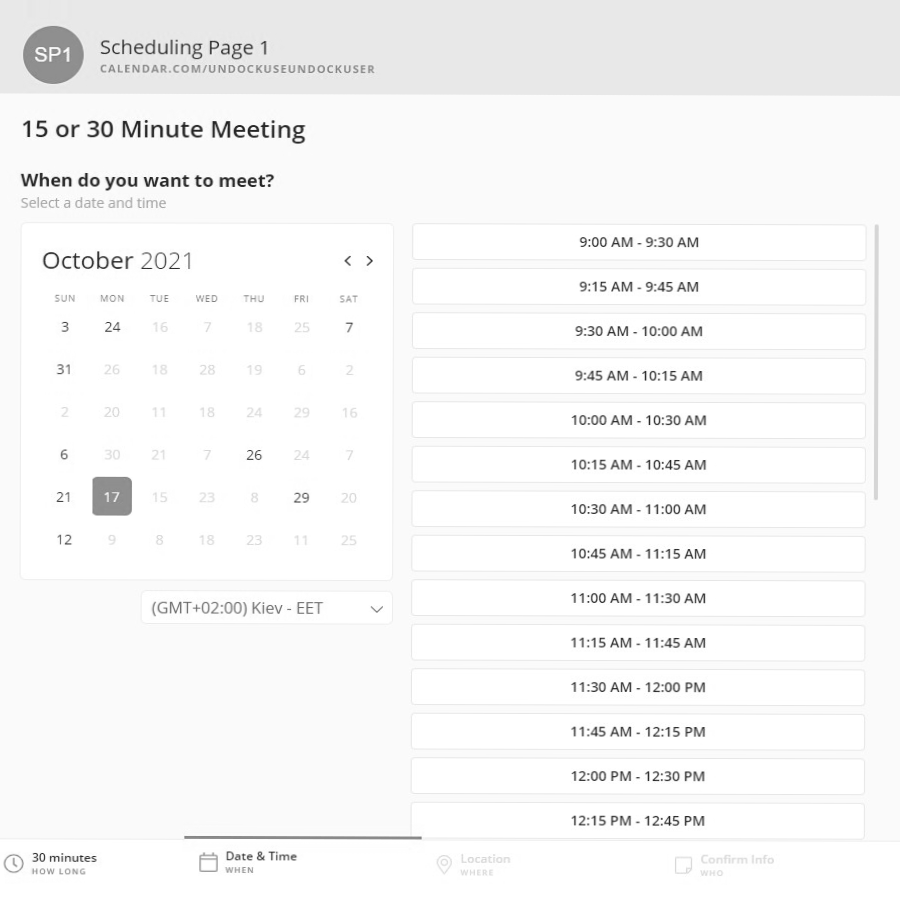 SP1
Scheduling Page 1
CALENDAR.COM/UNDOCKUSEUNDOCKUSER
15 or 30 Minute Meeting
When do you want to meet?
Select a date and time
October 2021
SUN MON TUE WED THU FRI SAT
3 24 16 7 18 25 7
31 26 18 28 19 6 2
2 20 11 18 24 29 16
6 30 21 7 26 24 7
21 17 15 23 8 29 20
12 9 8 18 23 11 25
(GMT+02:00) Kiev - EET
9:00 AM - 9:30 AM
9:15 AM - 9:45 AM
9:30 AM - 10:00 AM
9:45 AM - 10:15 AM
10:00 AM - 10:30 AM
10:15 AM - 10:45 AM
10:30 AM - 11:00 AM
10:45 AM - 11:15 AM
11:00 AM - 11:30 AM
11:15 AM - 11:45 AM
11:30 AM - 12:00 PM
11:45 AM - 12:15 PM
12:00 PM - 12:30 PM
12:15 PM - 12:45 PM
30 minutes
HOW LONG
Date & Time
WHEN
Location
WHERE
Confirm Info
WHO